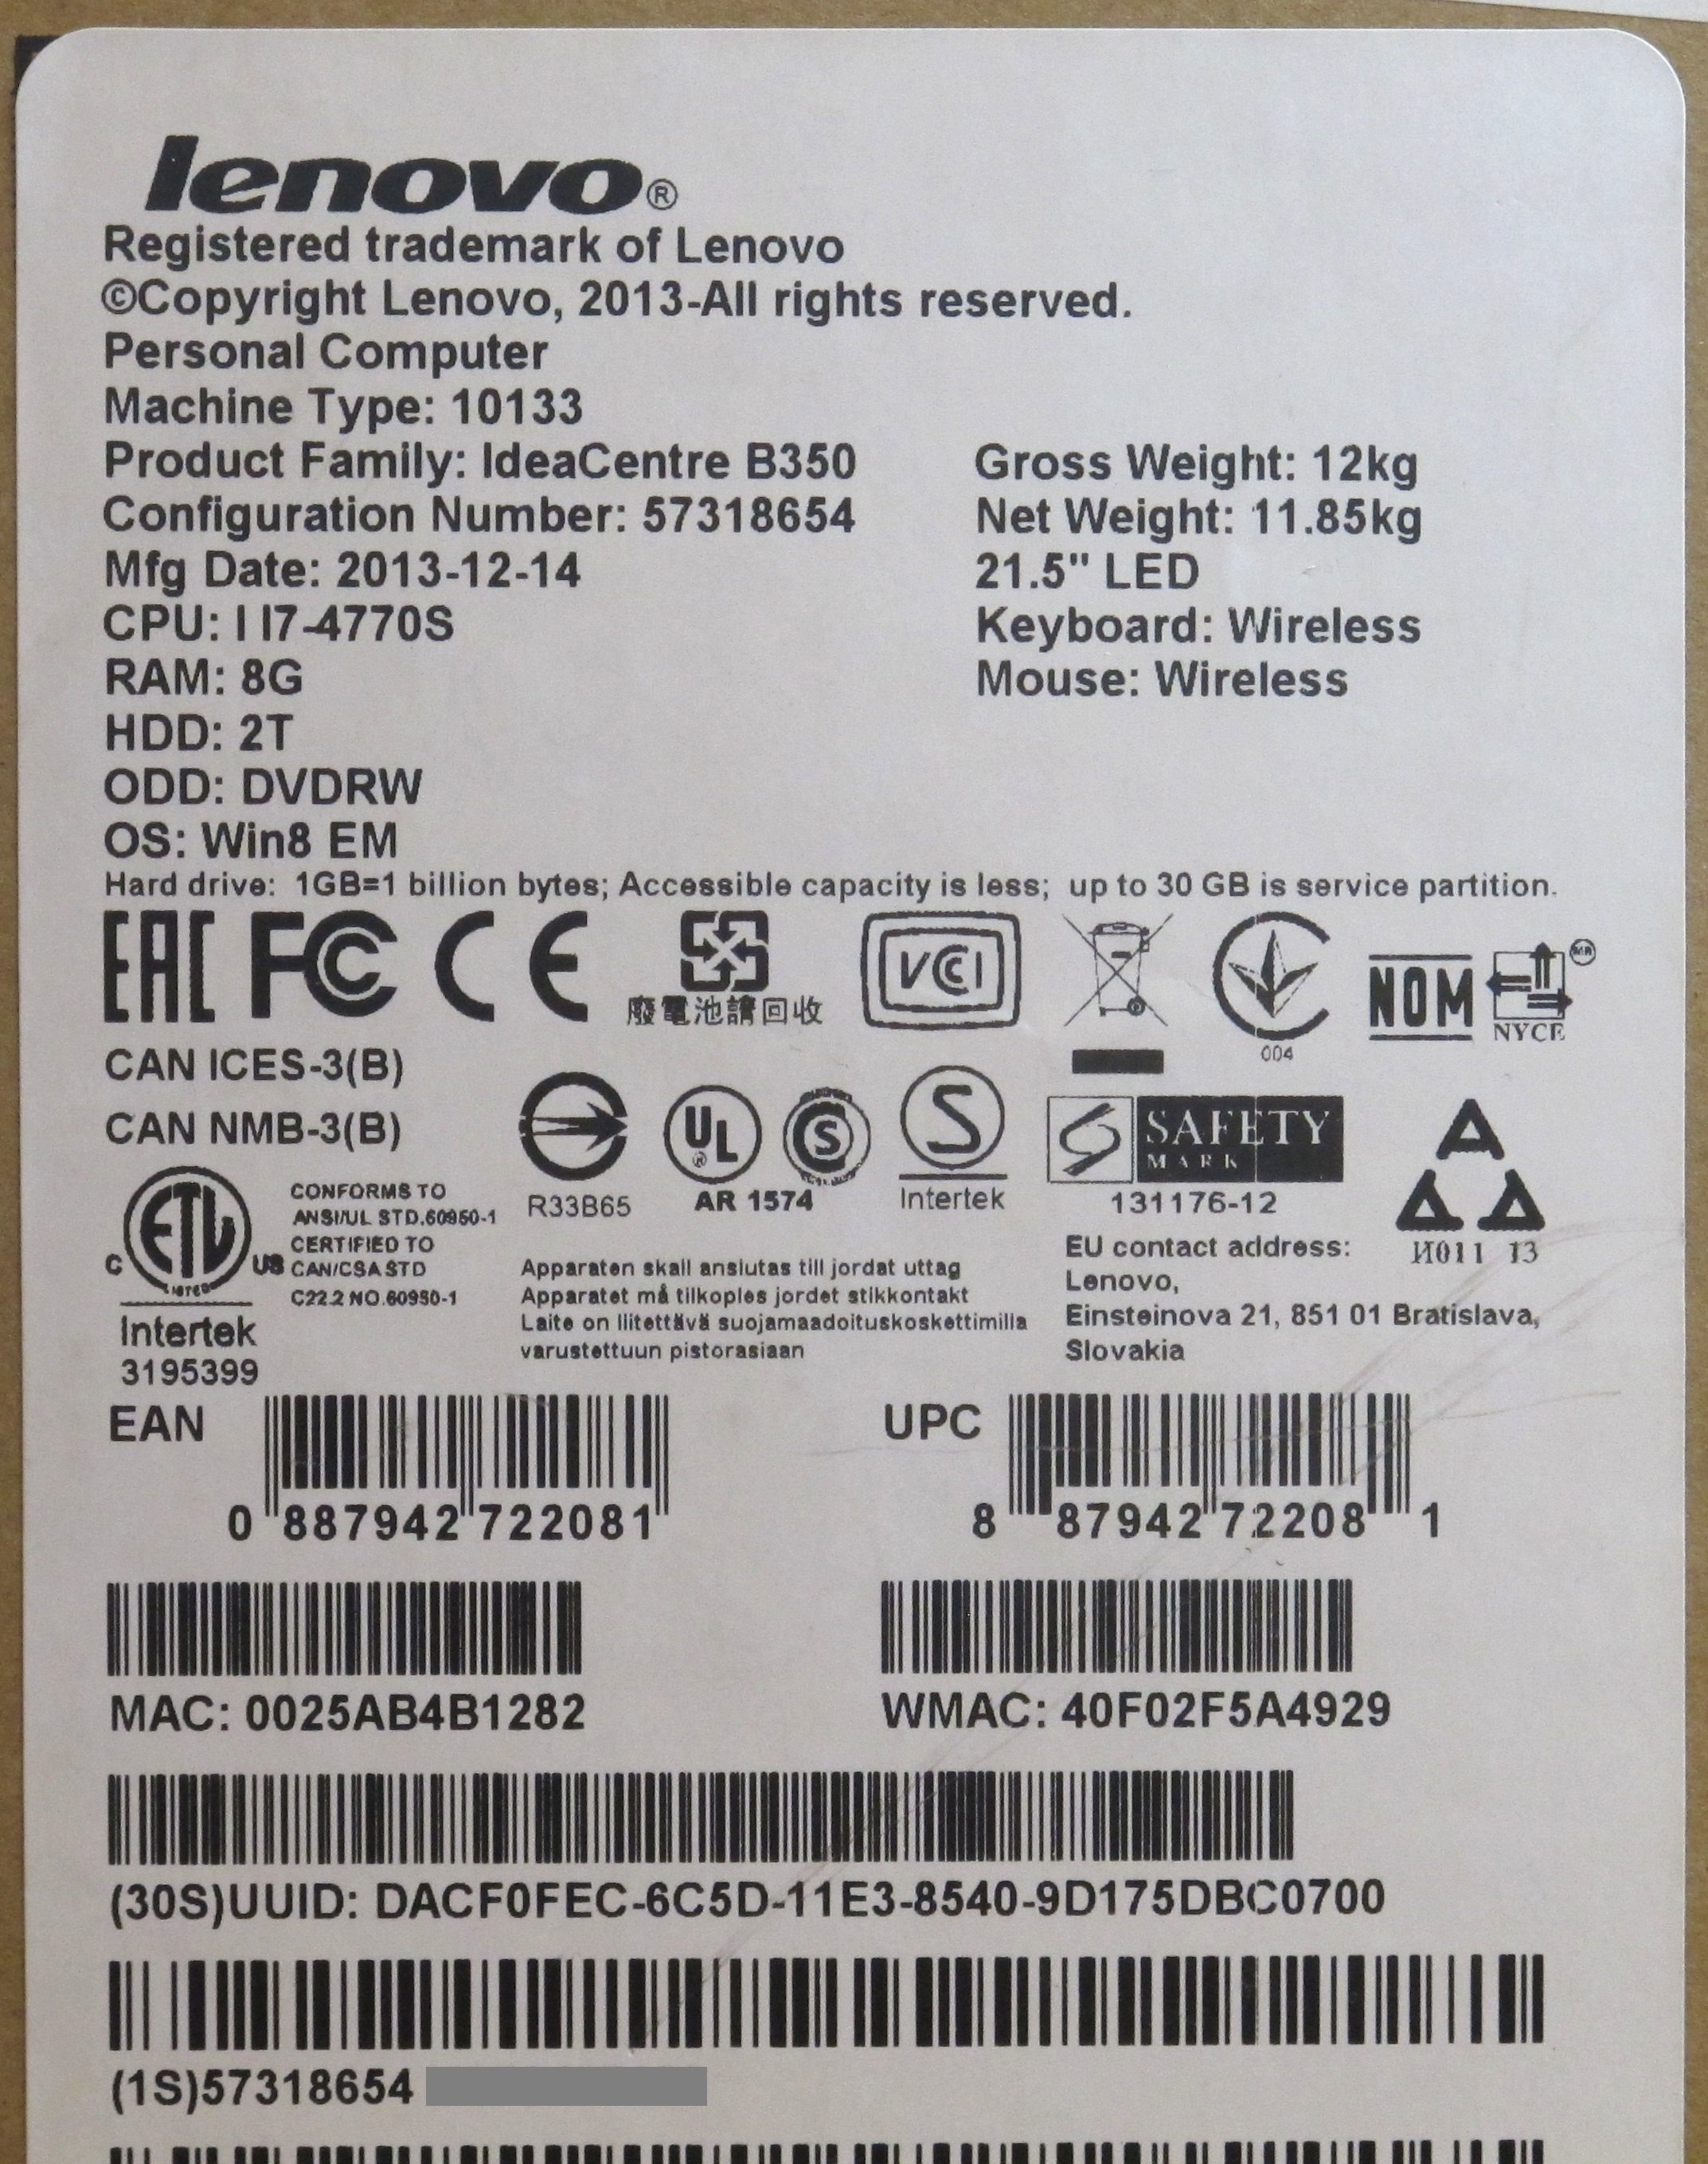 lenovo®
Registered trademark of Lenovo
©Copyright Lenovo, 2013-All rights reserved.
Personal Computer
Machine Type: 10133
Product Family: IdeaCentre B350
Configuration Number: 57318654
Mfg Date: 2013-12-14
CPU: I I7-4770S
RAM: 8G
HDD: 2T
ODD: DVDRW
OS: Win8 EM
Gross Weight: 12kg
Net Weight: 11.85kg
21.5" LED
Keyboard: Wireless
Mouse: Wireless
Hard drive: 1GB=1 billion bytes; Accessible capacity is less; up to 30 GB is service partition.
EAC FC CE
廢電池請回收
VCI
004
NOM
NYCE
MR
CAN ICES-3(B)
CAN NMB-3(B)
R33B65
UL
®
CS
AR 1574
S
Intertek
SAFETY
MARK
131176-12
И011 13
ETL
C
US
LISTED
Intertek
3195399
CONFORMS TO
ANSI/UL STD.60950-1
CERTIFIED TO
CAN/CSA STD
C22.2 NO.60950-1
Apparaten skall anslutas till jordat uttag
Apparatet må tilkoples jordet stikkontakt
Laite on liitettävä suojamaadoituskoskettimilla
varustettuun pistorasiaan
EU contact address:
Lenovo,
Einsteinova 21, 851 01 Bratislava,
Slovakia
EAN
0 887942 722081
UPC
8 87942 72208 1
MAC: 0025AB4B1282
WMAC: 40F02F5A4929
(30S)UUID: DACF0FEC-6C5D-11E3-8540-9D175DBC0700
(1S)57318654